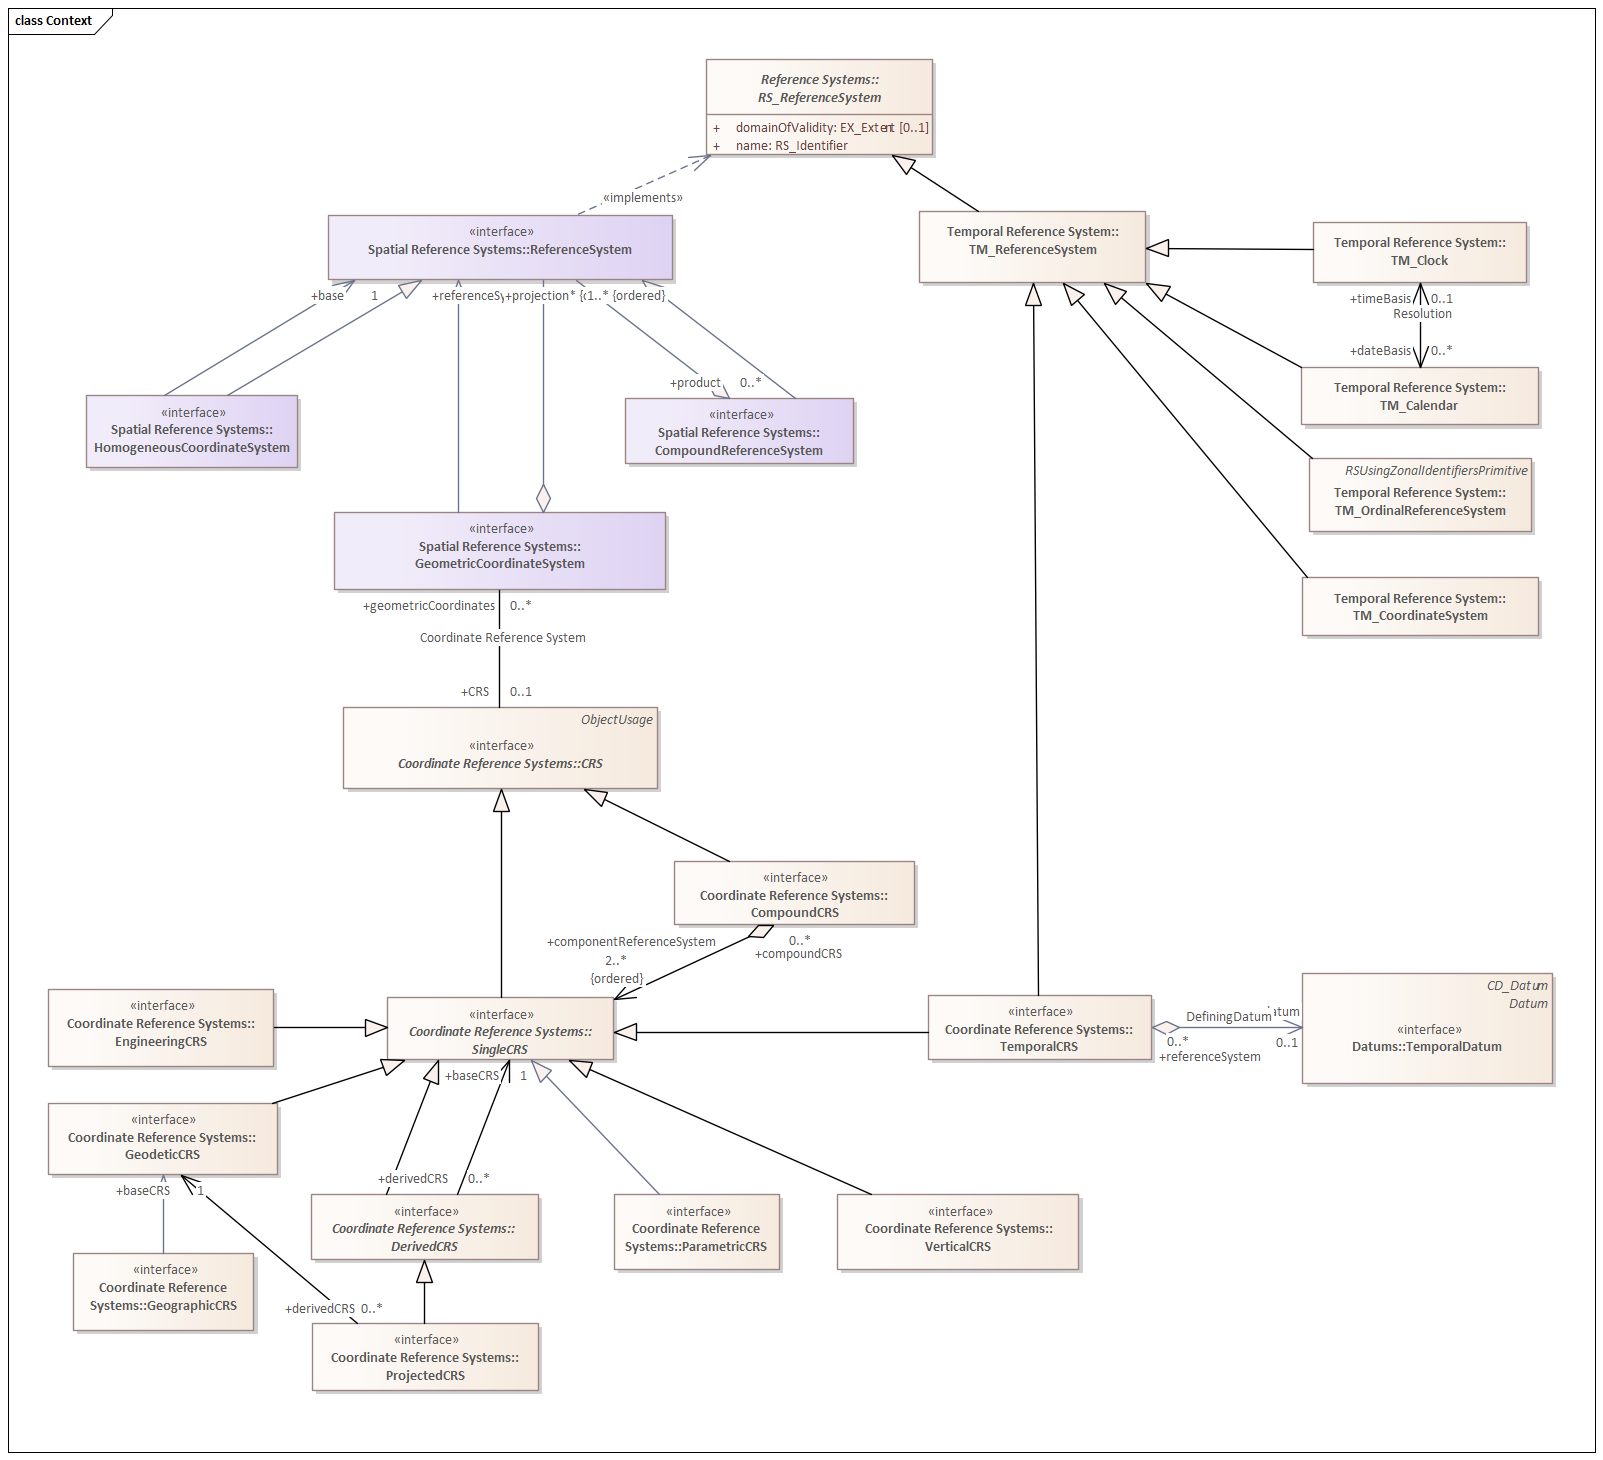 class Context
Reference Systems::
RS_ReferenceSystem
+ domainOfValidity: EX_Extent [0..1]
+ name: RS_Identifier
«implements»
«interface»
Spatial Reference Systems::ReferenceSystem
Temporal Reference System::
TM_ReferenceSystem
Temporal Reference System::
TM_Clock
+base 1
+projection* 1..* {ordered}
+timeBasis 0..1
Resolution
+dateBasis 0..*
Temporal Reference System::
TM_Calendar
+product 0..*
«interface»
Spatial Reference Systems::
HomogeneousCoordinateSystem
«interface»
Spatial Reference Systems::
CompoundReferenceSystem
RSUsingZonalIdentifiersPrimitive
Temporal Reference System::
TM_OrdinalReferenceSystem
«interface»
Spatial Reference Systems::
GeometricCoordinateSystem
Temporal Reference System::
TM_CoordinateSystem
+geometricCoordinates 0..*
Coordinate Reference System
+CRS 0..1
ObjectUsage
«interface»
Coordinate Reference Systems::CRS
«interface»
Coordinate Reference Systems::
CompoundCRS
+componentReferenceSystem
2..*
{ordered}
0..*
+compoundCRS
«interface»
Coordinate Reference Systems::
EngineeringCRS
«interface»
Coordinate Reference Systems::
SingleCRS
«interface»
Coordinate Reference Systems::
TemporalCRS
DefiningDatum
0..*
+referenceSystem
0..1
CD_Datum
Datum
«interface»
Datums::TemporalDatum
+baseCRS 1
«interface»
Coordinate Reference Systems::
GeodeticCRS
+baseCRS 1
+derivedCRS 0..*
«interface»
Coordinate Reference Systems::
DerivedCRS
«interface»
Coordinate Reference
Systems::ParametricCRS
«interface»
Coordinate Reference Systems::
VerticalCRS
«interface»
Coordinate Reference
Systems::GeographicCRS
+derivedCRS 0..*
«interface»
Coordinate Reference Systems::
ProjectedCRS